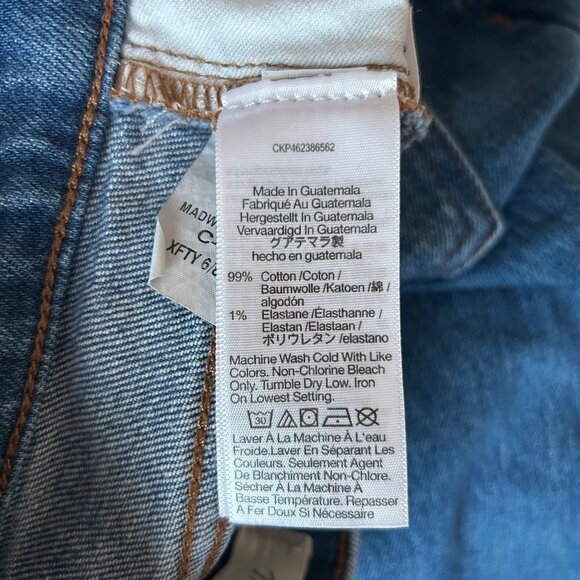 CKP462386562
Made In Guatemala
Fabriqué Au Guatemala
Hergestellt In Guatemala
Vervaardigd In Guatemala
グアテマラ製
hecho en guatemala
99% Cotton /Coton /
Baumwolle /Katoen /綿 /
algodón
1% Elastane /Élasthanne /
Elastan /Elastaan /
ポリウレタン /elastano
Machine Wash Cold With Like
Colors. Non-Chlorine Bleach
Only. Tumble Dry Low. Iron
On Lowest Setting.
30
Laver À La Machine À L'eau
Froide.Laver En Séparant Les
Couleurs. Seulement Agent
De Blanchiment Non-Chlore.
Sécher À La Machine À
Basse Température. Repasser
A Fer Doux Si Nécessaire
MADW
C-
XFTY 6/